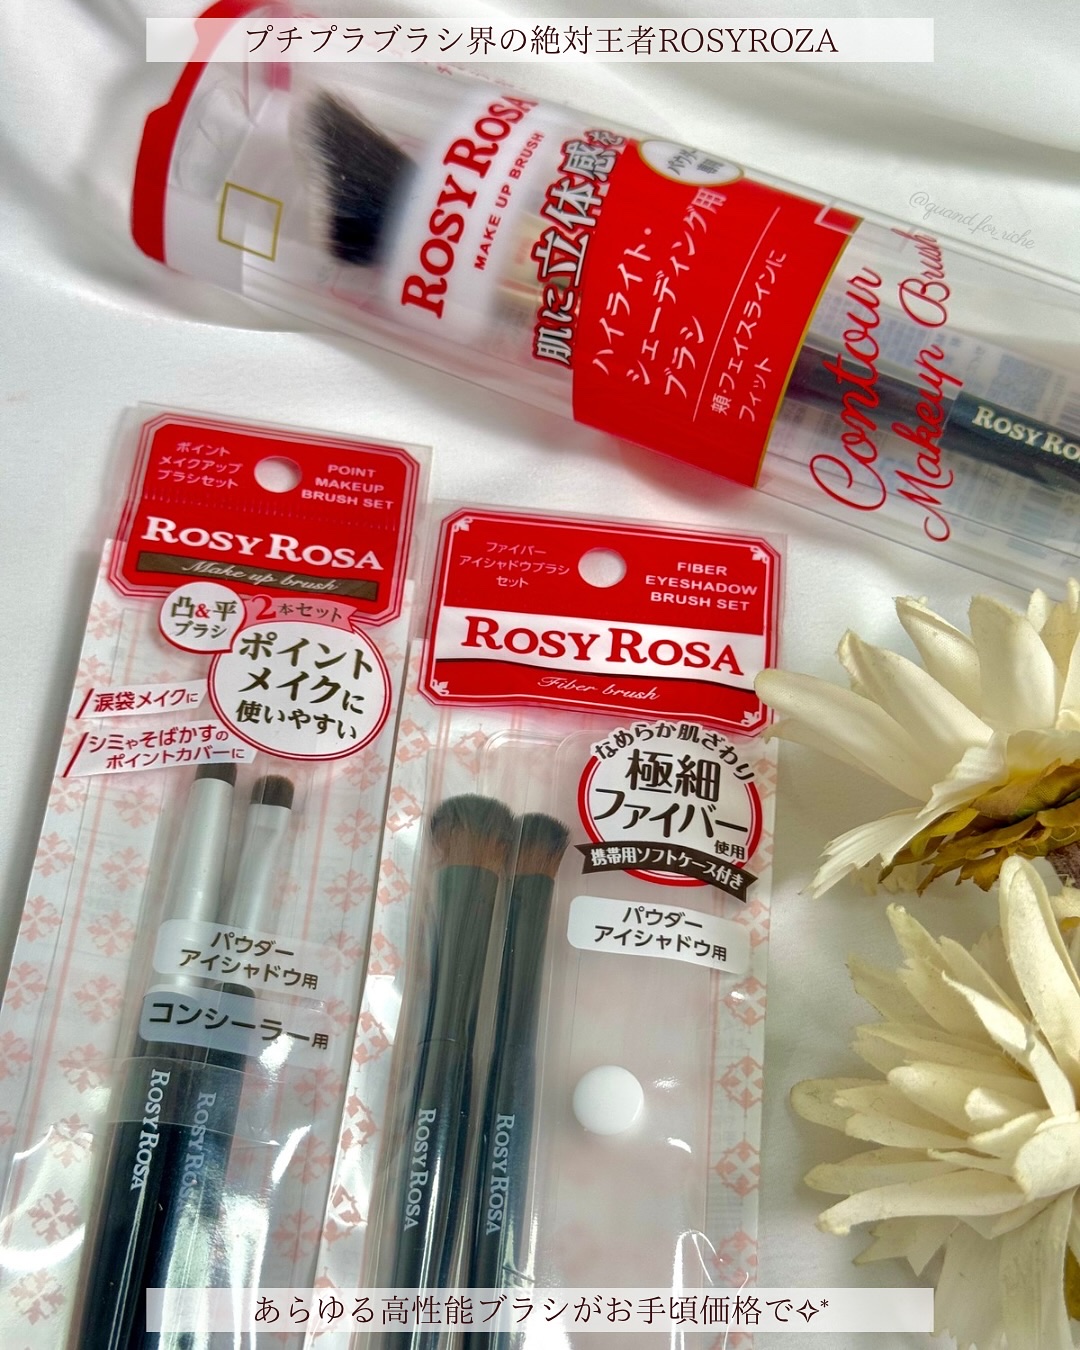 プチプラブラシ界の絶対王者ROSYROZA
ROSY ROSA
MAKE UP BRUSH
肌に立体感を
パウダー
専用
ハイライト・
シェーディング用
ブラシ
頬・フェイスラインに
フィット
Contour
Makeup Brush
ROSY RO
@quand_for_riche
ポイント
メイクアップ
ブラシセット
POINT
MAKEUP
BRUSH SET
ROSY ROSA
Make up brush
凸&平
ブラシ
2本セット
ポイント
メイクに
使いやすい
涙袋メイクに
シミやそばかすの
ポイントカバーに
パウダー
アイシャドウ用
コンシーラー用
ROSY ROSA
ROSY ROSA
ファイバー
アイシャドウブラシ
セット
FIBER
EYESHADOW
BRUSH SET
ROSY ROSA
Fiber brush
なめらか肌ざわり
極細
ファイバー
使用
携帯用ソフトケース付き
パウダー
アイシャドウ用
ROSY ROSA
ROSY ROSA
あらゆる高性能ブラシがお手頃価格で✧*